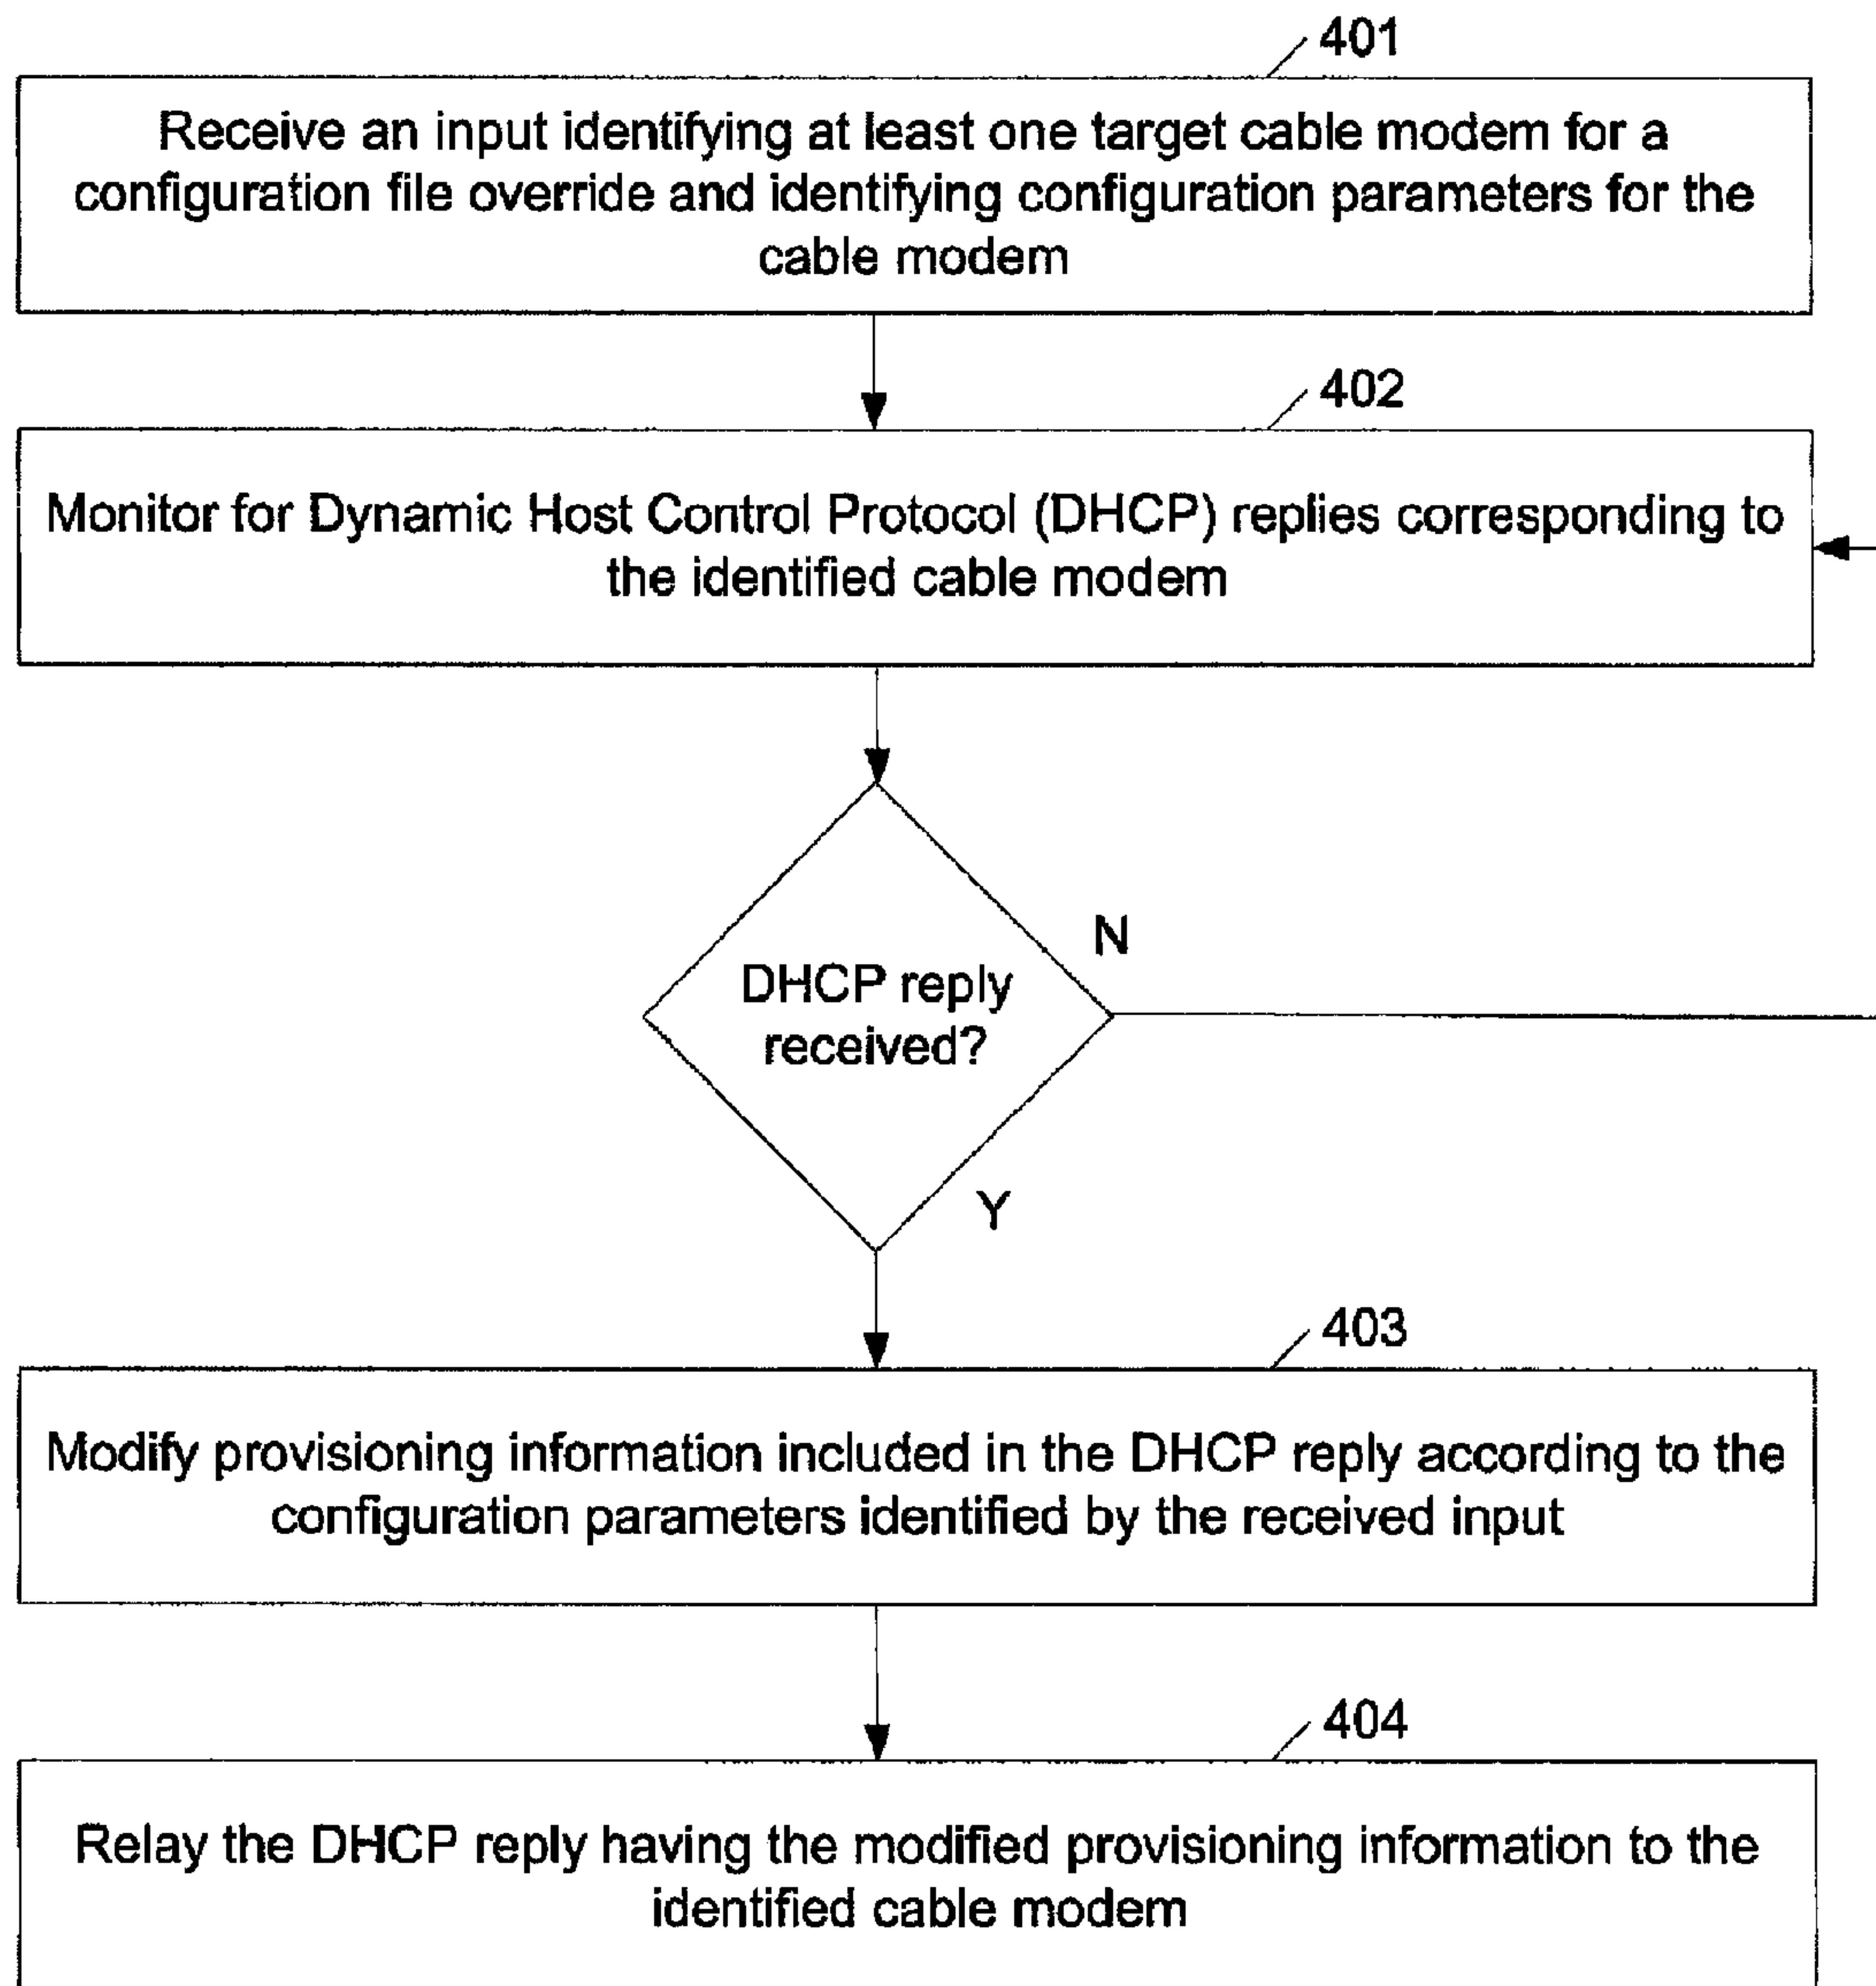 401
Receive an input identifying at least one target cable modem for a
configuration file override and identifying configuration parameters for the
cable modem
402
Monitor for Dynamic Host Control Protocol (DHCP) replies corresponding to
the identified cable modem
N
DHCP reply
received?
Y
403
Modify provisioning information included in the DHCP reply according to the
configuration parameters identified by the received input
404
Relay the DHCP reply having the modified provisioning information to the
identified cable modem